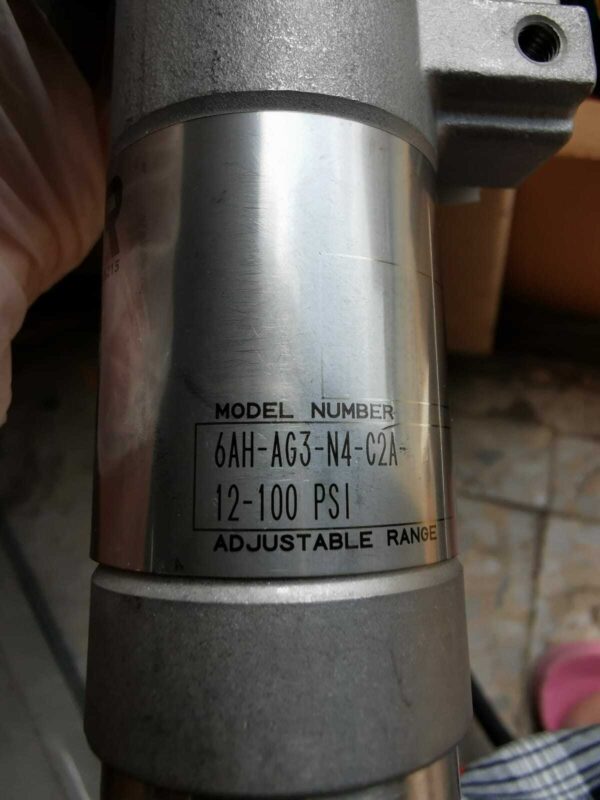 R
MODEL NUMBER
6AH-AG3-N4-C2A-
12-100 PSI
ADJUSTABLE RANGE